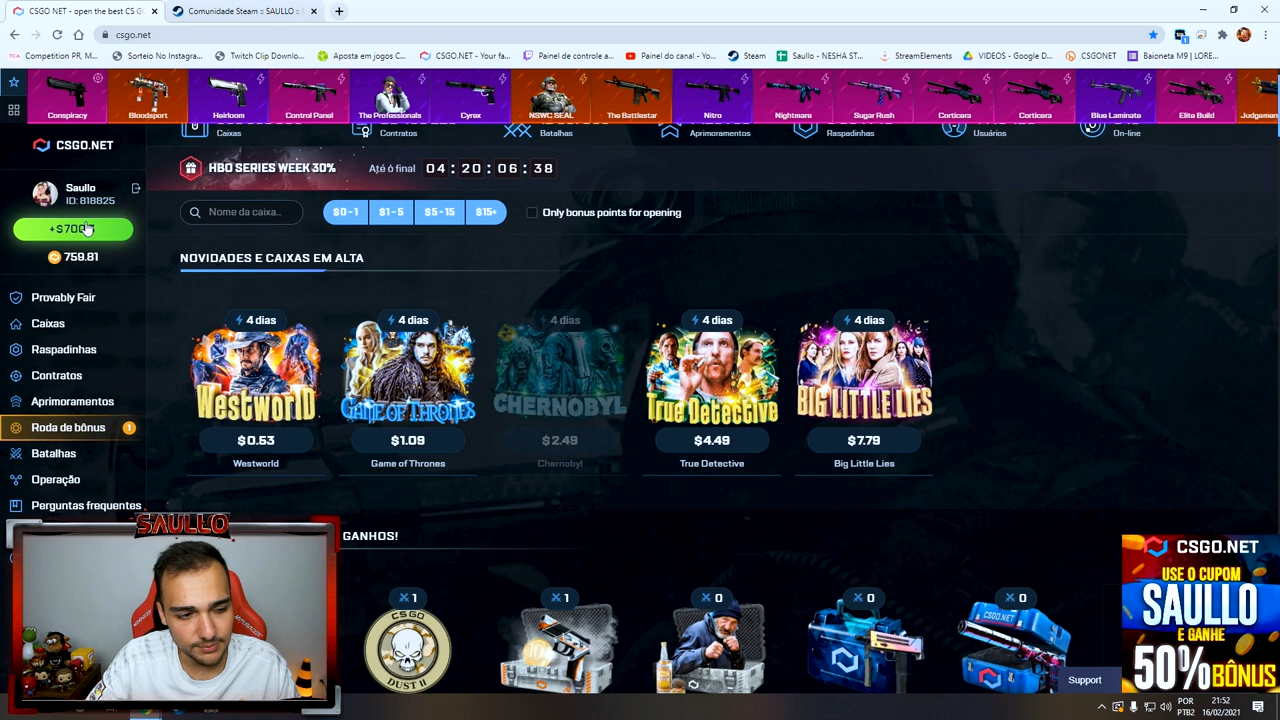 CSGO NET - open the best CS GO
Comunidade Steam :: SAULLO ::
csgo.net
Competition PR, M...
Sorteio No Instagra...
Twitch Clip Downlo...
Aposta em jogos C...
CSGO.NET - Your fa...
Painel de controle a...
Painel do canal - Yo...
Steam
Saullo - NESHA ST...
StreamElements
VIDEOS - Google D...
CSGONET
Baioneta M9 | LORE...
Conspiracy
Bloodsport
Heirloom
Control Panel
The Professionals
Cyrex
NSWC SEAL
The Battlestar
Nitro
Nightmare
Sugar Rush
Corticera
Corticera
Blue Laminate
Elite Build
Judgement
CSGO.NET
Caixas
Contratos
Batalhas
Aprimoramentos
Raspadinhas
Usuários
On-line
HBO SERIES WEEK 30%
Até ó final
04 : 20 : 06 : 38
Saullo
ID: 818825
759.81
Nome da caixa...
$0 - 1
$1 - 5
$5 - 15
$15+
Only bonus points for opening
NOVIDADES E CAIXAS EM ALTA
Provably Fair
Caixas
Raspadinhas
Contratos
Aprimoramentos
Roda de bônus
1
Batalhas
Operação
Perguntas frequentes
4 dias
4 dias
4 dias
4 dias
4 dias
WESTWORLD
GAME OF THRONES
CHERNOBYL
TRUE DETECTIVE
BIG LITTLE LIES
$0.53
$1.09
$2.49
$4.49
$7.79
Westworld
Game of Thrones
Chernobyl
True Detective
Big Little Lies
SAULLO
GANHOS!
1
1
0
0
0
CSGO
DUST II
CSGO.NET
CSGO.NET
USE O CUPOM
SAULLO
E GANHE
50% BÔNUS
Support
POR
PTB2
21:52
16/02/2021